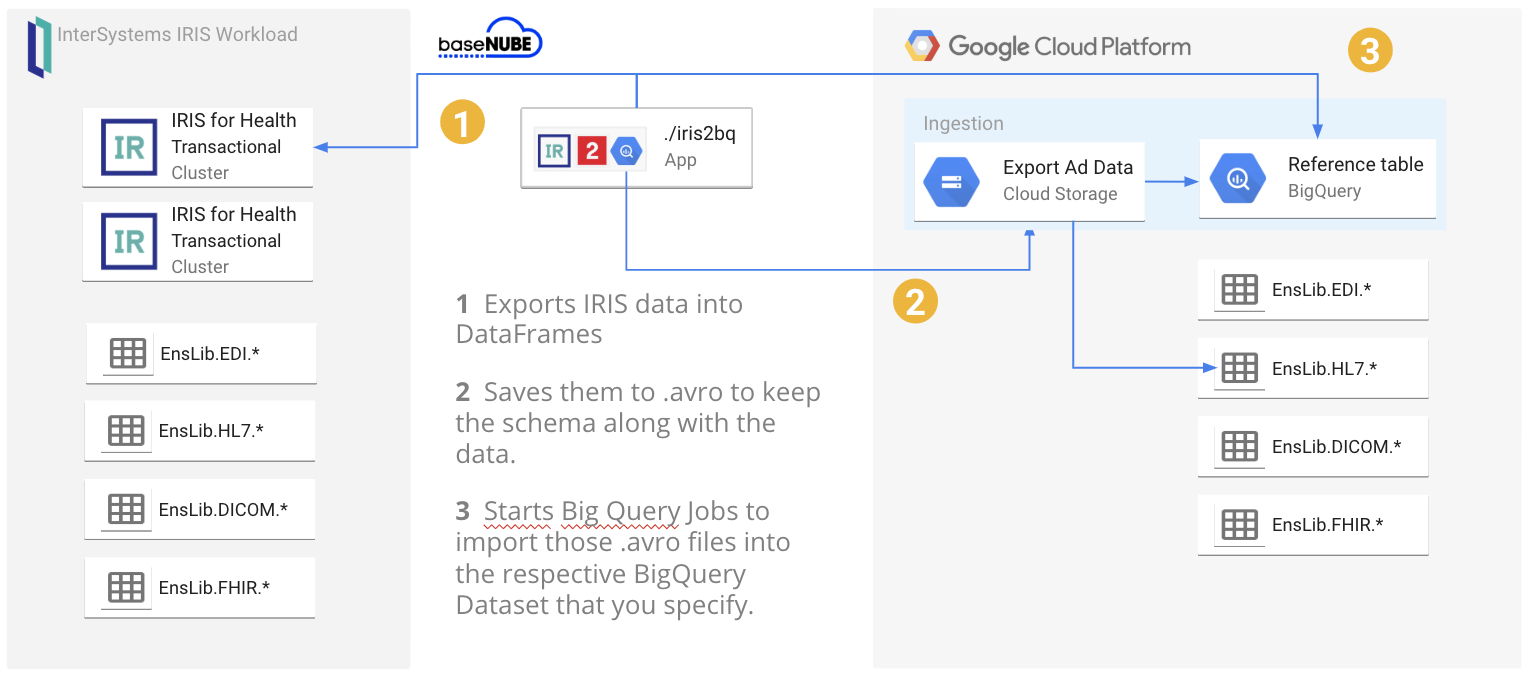 InterSystems IRIS Workload
IRIS for Health
Transactional
Cluster
IRIS for Health
Transactional
Cluster
IR
IR
EnsLib.EDI.*
EnsLib.HL7.*
EnsLib.DICOM.*
EnsLib.FHIR.*
baseNUBE
1
IR 2
./iris2bq
App
1 Exports IRIS data into
DataFrames
2 Saves them to .avro to keep
the schema along with the
data.
3 Starts Big Query Jobs to
import those .avro files into
the respective BigQuery
Dataset that you specify.
2
Google Cloud Platform
3
Ingestion
Export Ad Data
Cloud Storage
Reference table
BigQuery
EnsLib.EDI.*
EnsLib.HL7.*
EnsLib.DICOM.*
EnsLib.FHIR.*